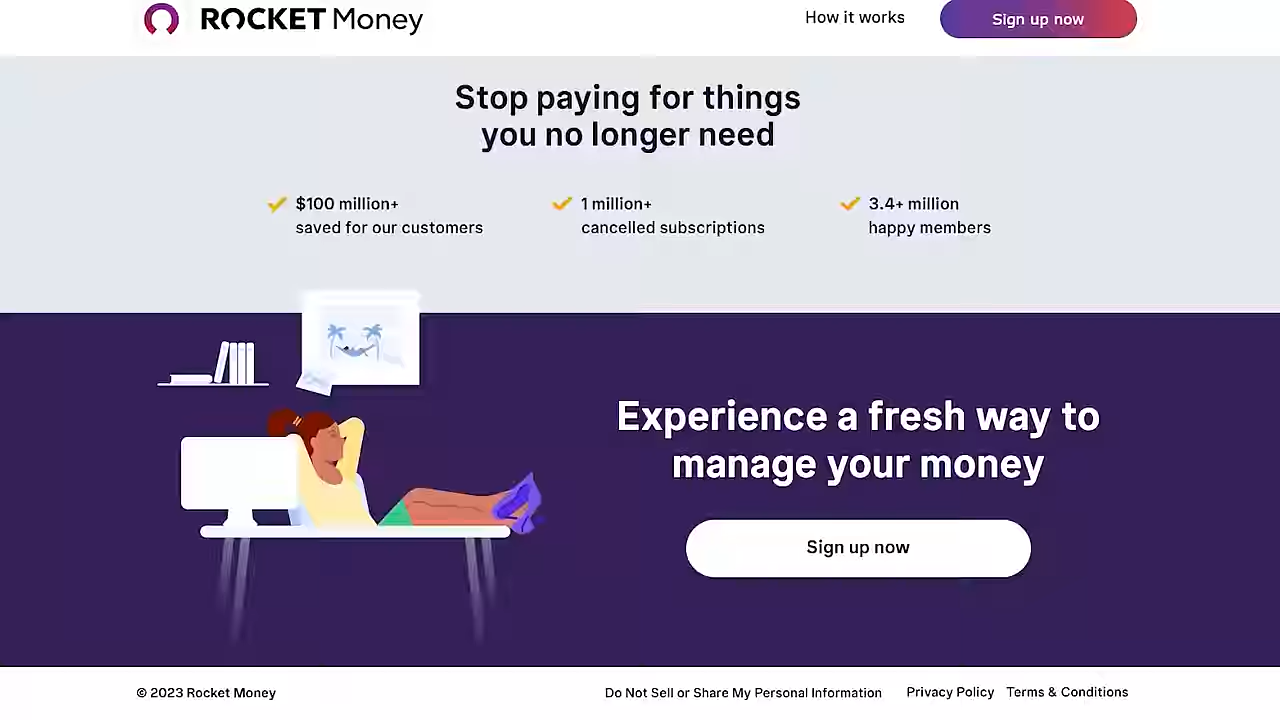 ROCKET Money
How it works
Sign up now
Stop paying for things
you no longer need
$100 million+
saved for our customers
1 million+
cancelled subscriptions
3.4+ million
happy members
Experience a fresh way to
manage your money
Sign up now
© 2023 Rocket Money
Do Not Sell or Share My Personal Information
Privacy Policy
Terms & Conditions